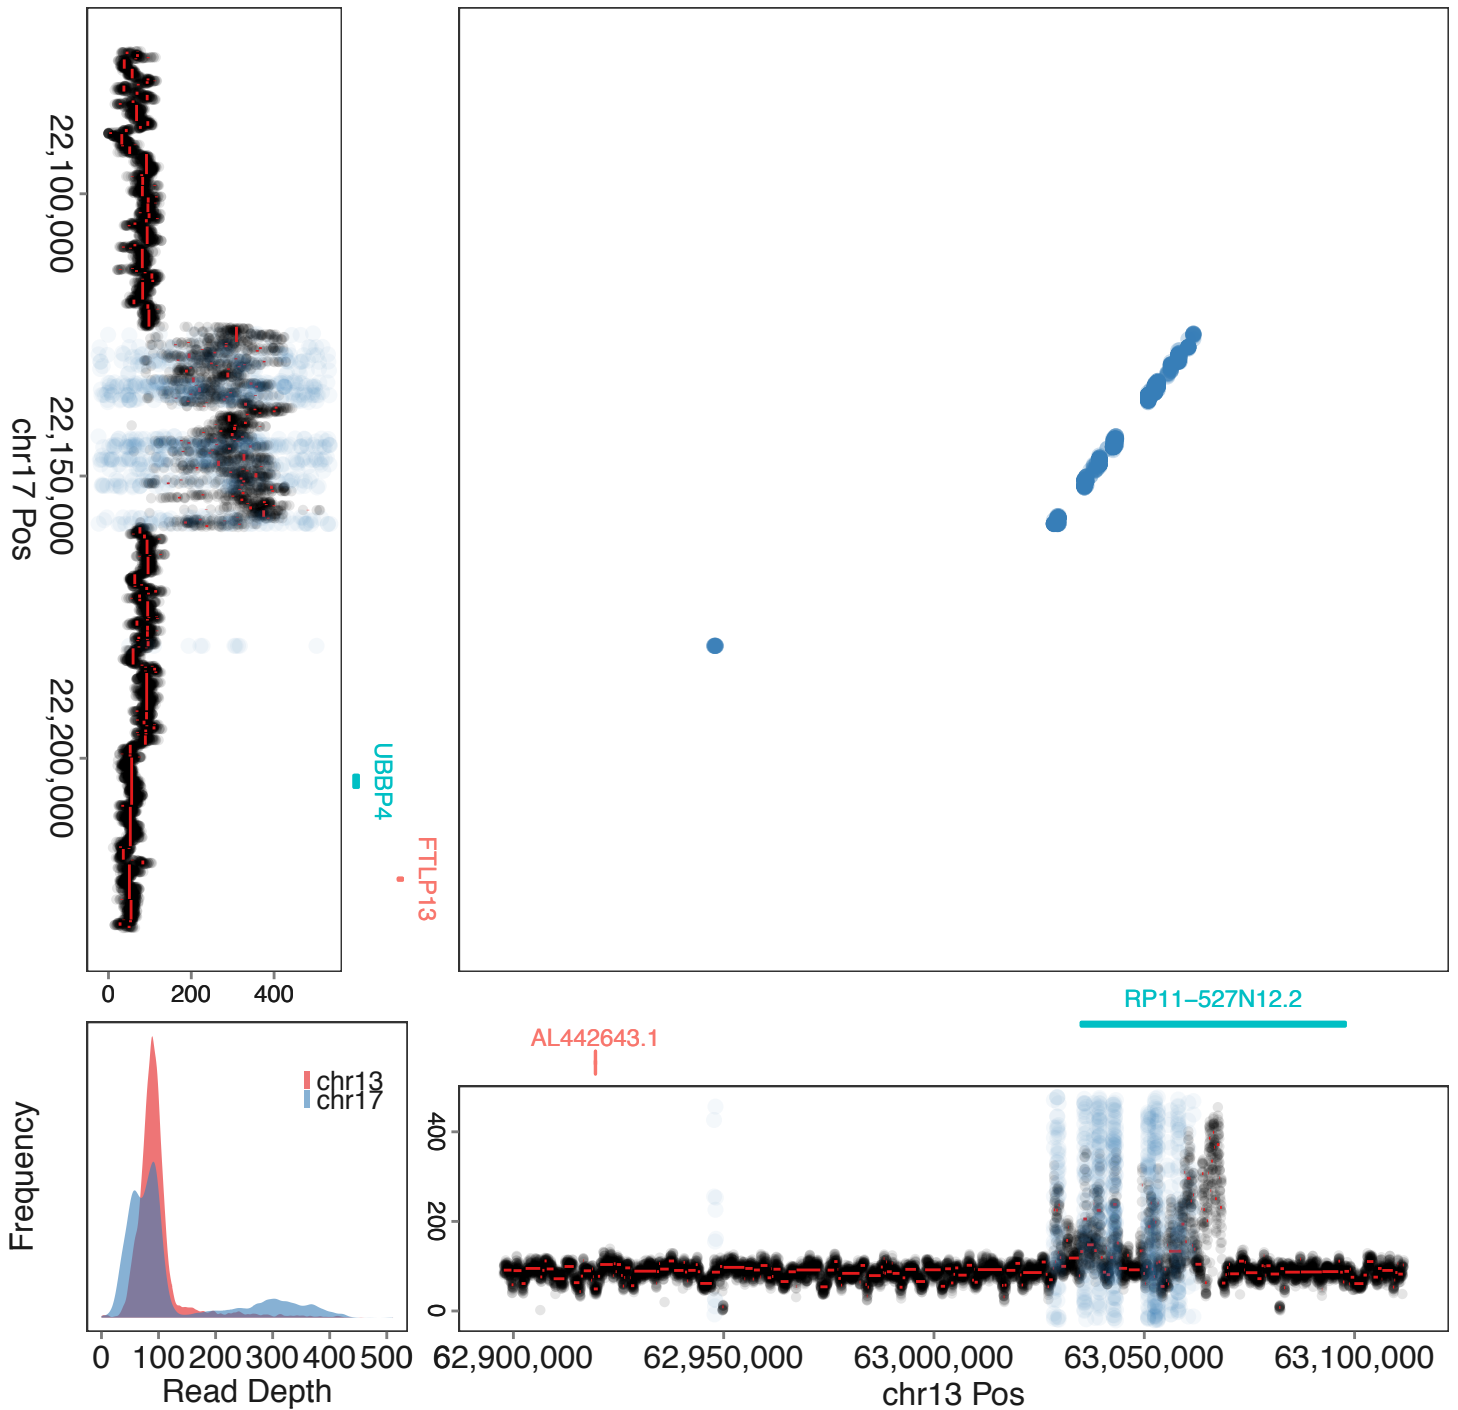 22,100,000
22,150,000
22,200,000
chr17 Pos
0 200 400
UBBP4
FTLP13
RP11−527N12.2
AL442643.1
chr13
chr17
Frequency
0 100 200 300 400 500
Read Depth
400
200
0
62,900,000 62,950,000 63,000,000 63,050,000 63,100,000
chr13 Pos